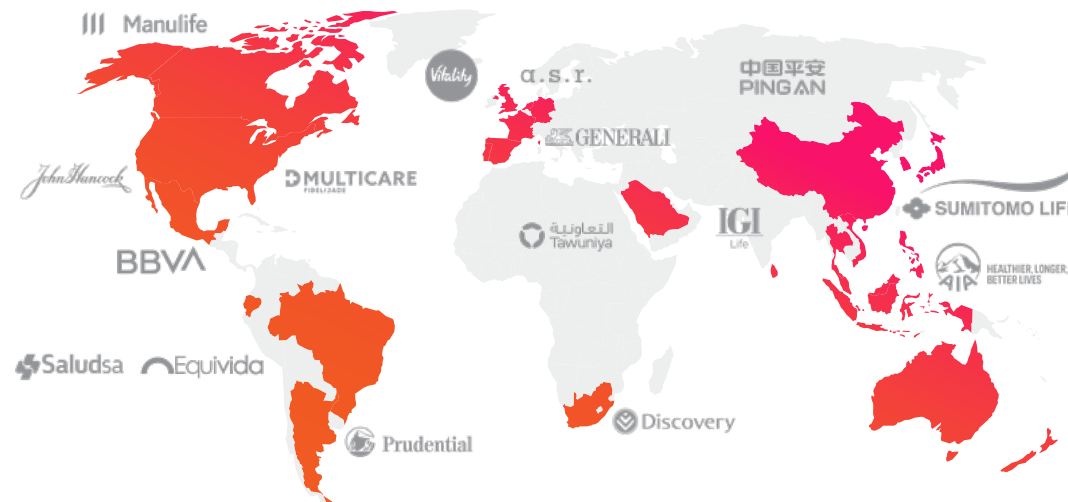 Manulife
Vitality
a.s.r.
中国平安
PING AN
GENERALI
John Hancock
MULTICARE
FIDELIDADE
SUMITOMO LIF
التعاونية
Tawuniya
IGI
Life
BBVA
AIA
HEALTHIER, LONGER,
BETTER LIVES
Saludsa
Equivida
Discovery
Prudential